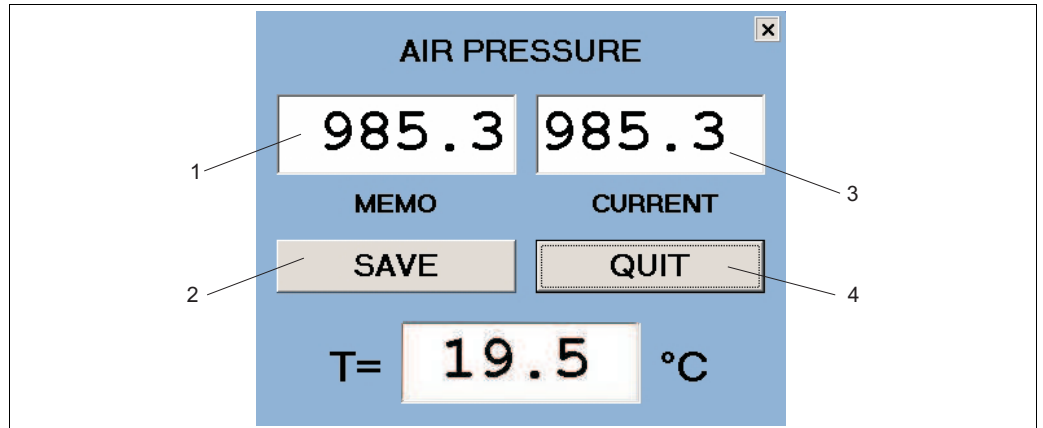 AIR PRESSURE
985.3 985.3
1
3
MEMO CURRENT
SAVE QUIT
2
4
T= 19.5 °C